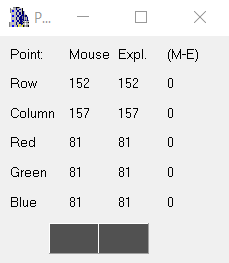 P...
Point: Mouse Expl. (M-E)
Row 152 152 0
Column 157 157 0
Red 81 81 0
Green 81 81 0
Blue 81 81 0